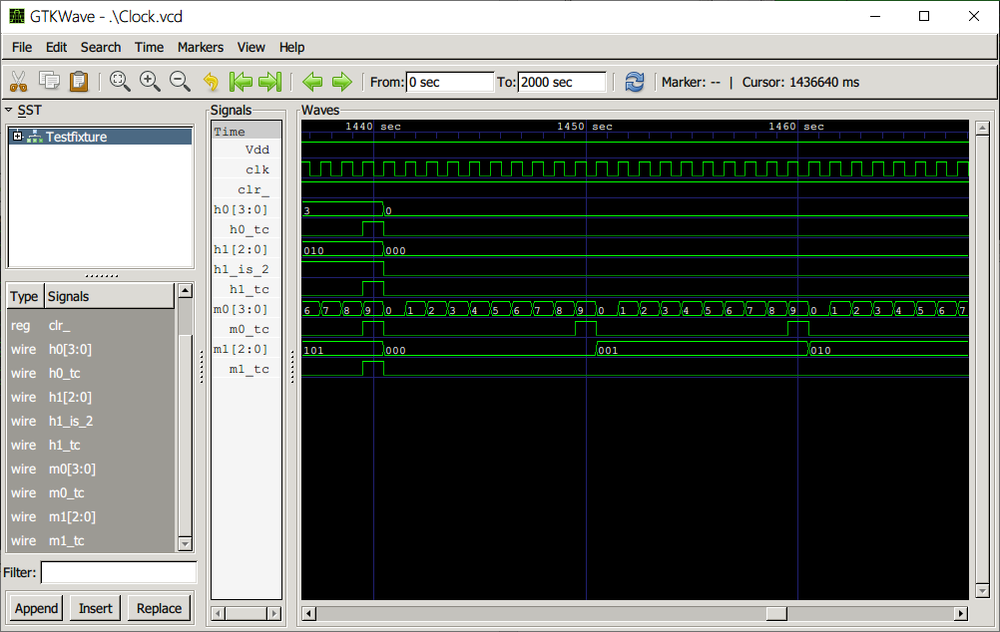 GTKWave - .\Clock.vcd
File Edit Search Time Markers View Help
From: 0 sec To: 2000 sec Marker: -- | Cursor: 1436640 ms
SST
Testfixture
Type Signals
reg clr_
wire h0[3:0]
wire h0_tc
wire h1[2:0]
wire h1_is_2
wire h1_tc
wire m0[3:0]
wire m0_tc
wire m1[2:0]
wire m1_tc
Filter:
Append Insert Replace
Signals
Time
Vdd
clk
clr_
h0[3:0]
h0_tc
h1[2:0]
h1_is_2
h1_tc
m0[3:0]
m0_tc
m1[2:0]
m1_tc
Waves
1440 sec 1450 sec 1460 sec
3 0
010 000
6 7 8 9 0 1 2 3 4 5 6 7 8 9 0 1 2 3 4 5 6 7 8 9 0 1 2 3 4 5 6 7
101 000 001 010